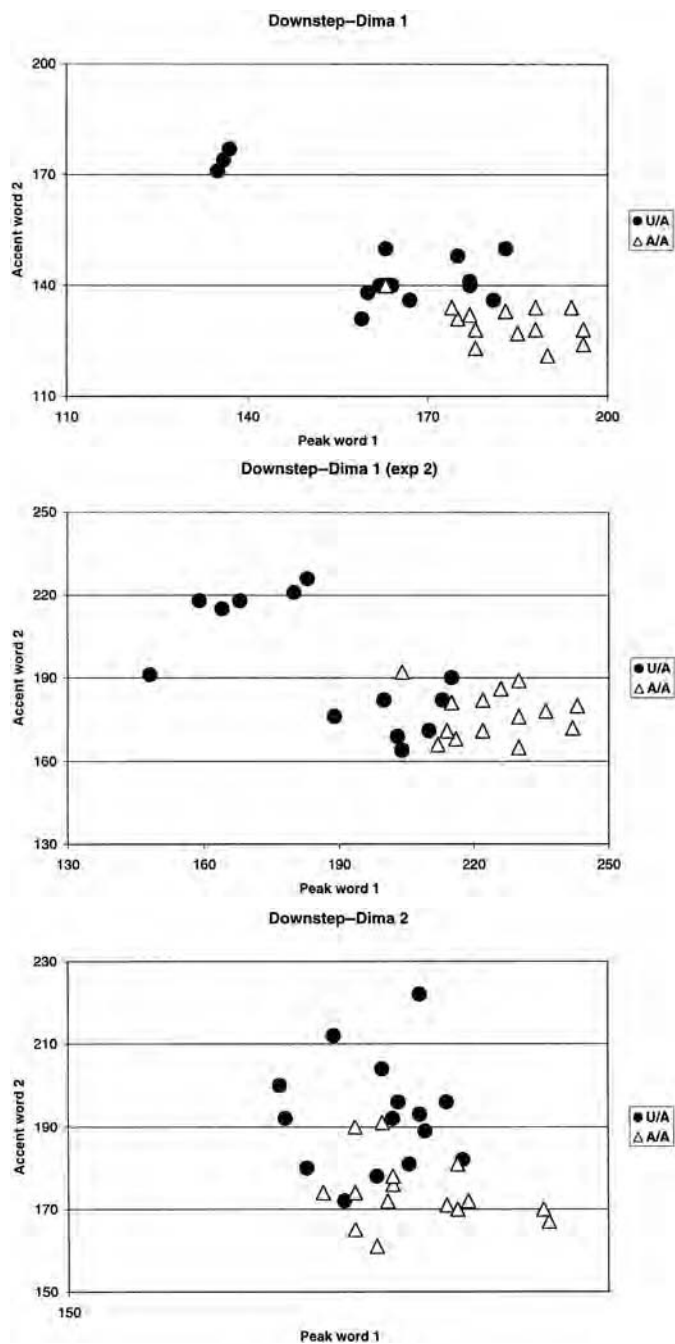 Downstep–Dima 1
200
170
140
110
Accent word 2
110 140 170 200
Peak word 1
U/A
A/A
Downstep–Dima 1 (exp 2)
250
220
190
160
130
Accent word 2
130 160 190 220 250
Peak word 1
U/A
A/A
Downstep–Dima 2
230
210
190
170
150
Accent word 2
150
Peak word 1
U/A
A/A